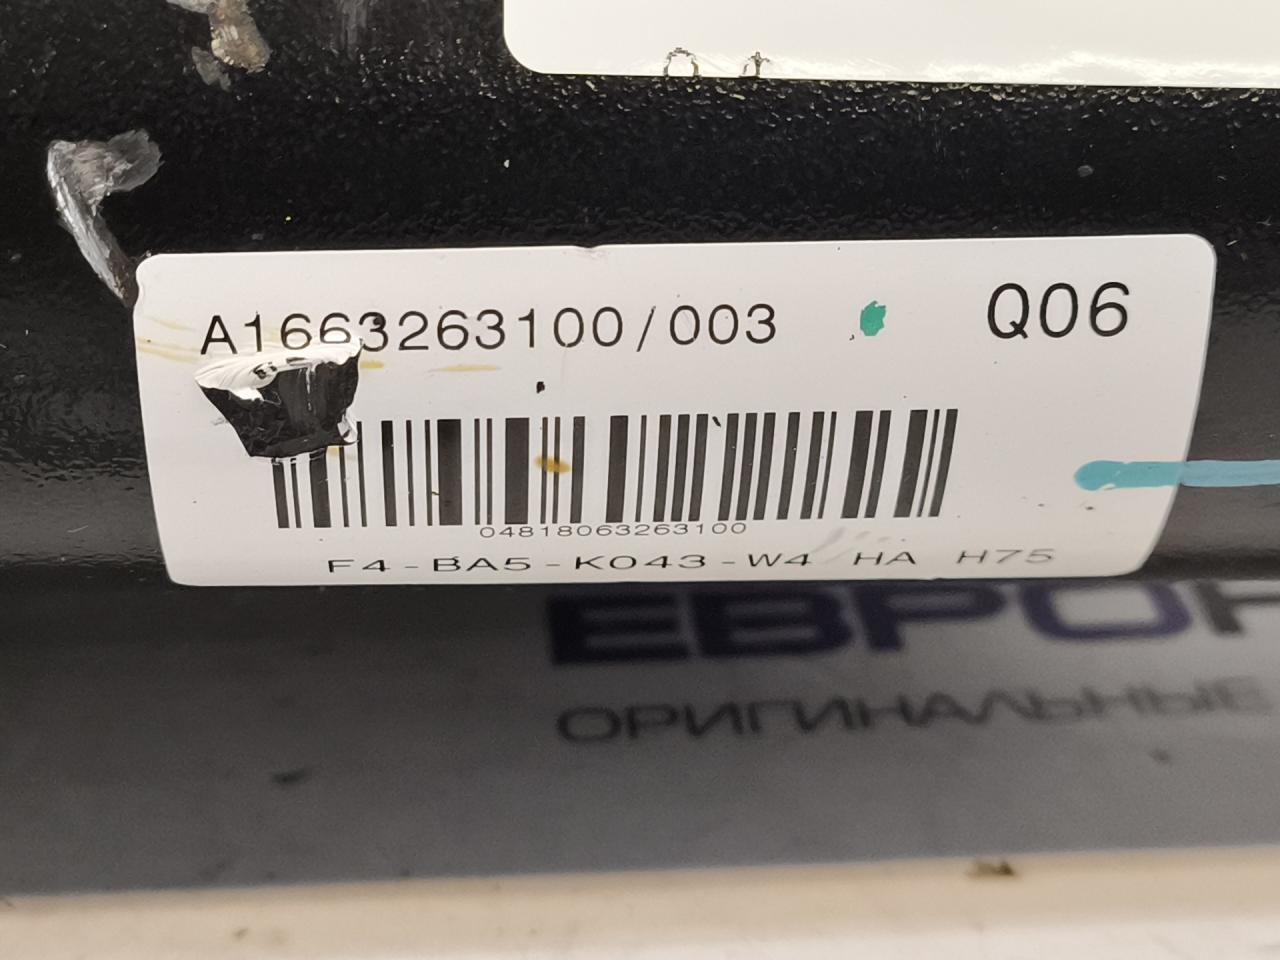 A1663263100/003 Q06
04818063263100
F4-BA5-K043-W4 HA H75
ЕВРО
ОРИГИНАЛЬНЫЕ